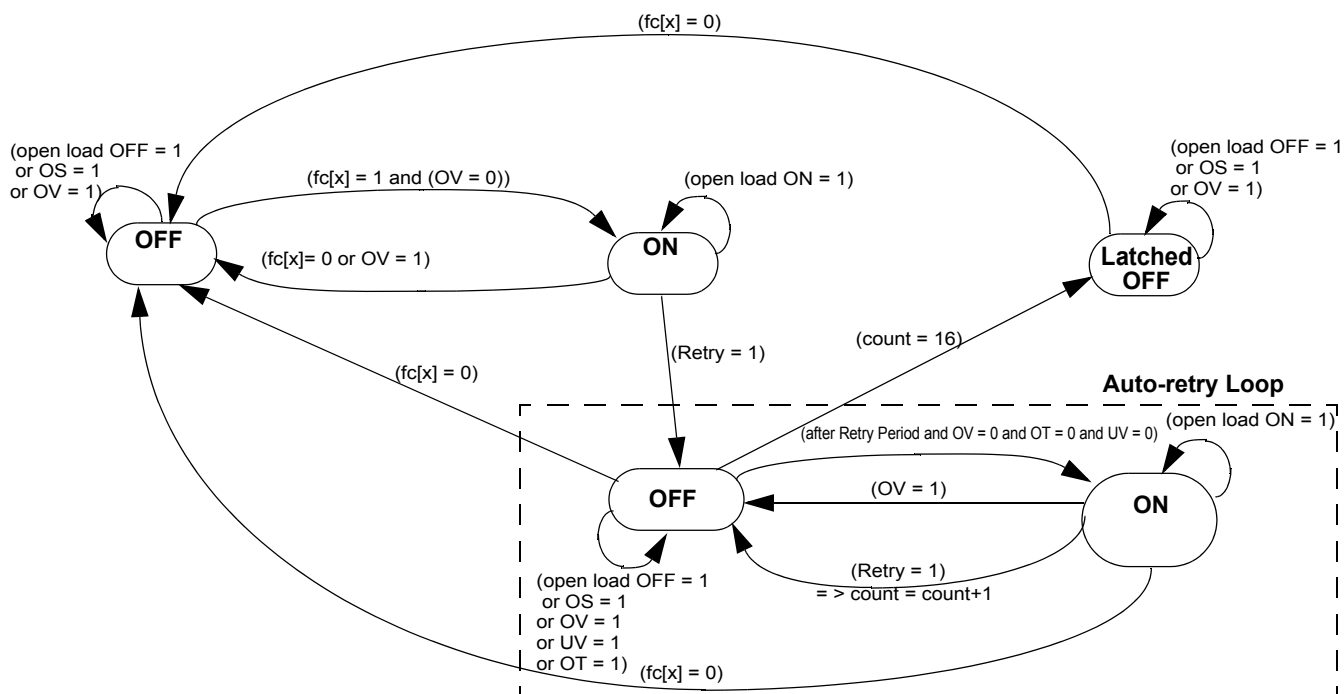 (fc[x] = 0)
(open load OFF = 1
or OS = 1
or OV = 1)
(fc[x] = 1 and (OV = 0))
(open load ON = 1)
(open load OFF = 1
or OS = 1
or OV = 1)
OFF
ON
Latched
OFF
(fc[x]= 0 or OV = 1)
(Retry = 1)
(count = 16)
(fc[x] = 0)
Auto-retry Loop
(after Retry Period and OV = 0 and OT = 0 and UV = 0)
(open load ON = 1)
OFF
(OV = 1)
ON
(Retry = 1)
= > count = count+1
(open load OFF = 1
or OS = 1
or OV = 1
or UV = 1
or OT = 1)
(fc[x] = 0)